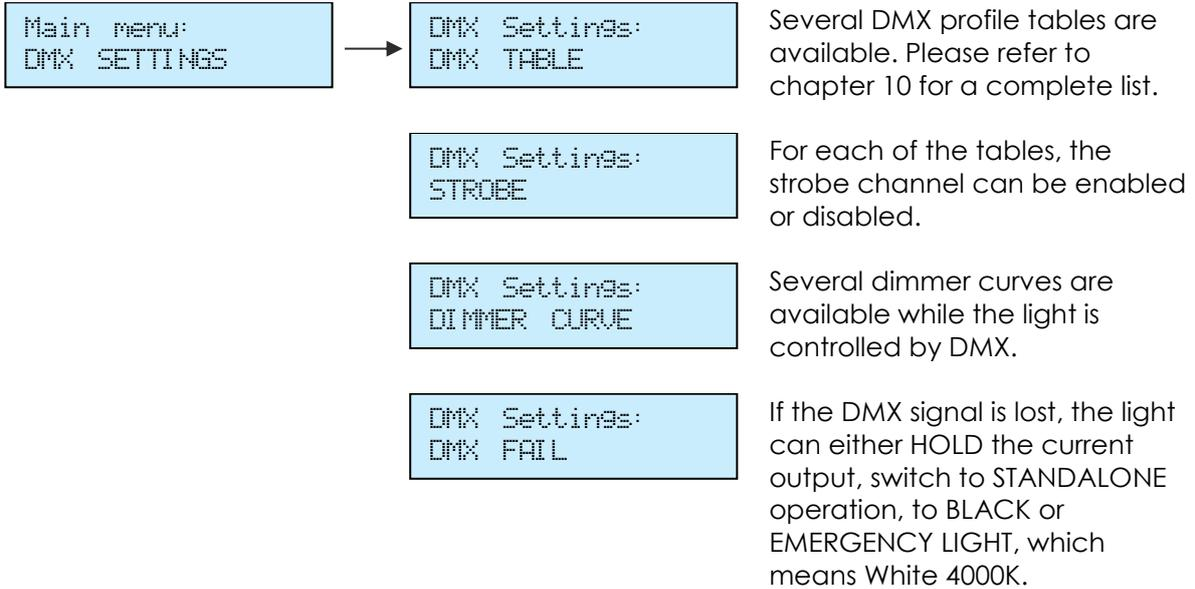 Main menu:
DMX SETTINGS
DMX Settings:
DMX TABLE
Several DMX profile tables are
available. Please refer to
chapter 10 for a complete list.
DMX Settings:
STROBE
For each of the tables, the
strobe channel can be enabled
or disabled.
DMX Settings:
DIMMER CURVE
Several dimmer curves are
available while the light is
controlled by DMX.
DMX Settings:
DMX FAIL
If the DMX signal is lost, the light
can either HOLD the current
output, switch to STANDALONE
operation, to BLACK or
EMERGENCY LIGHT, which
means White 4000K.